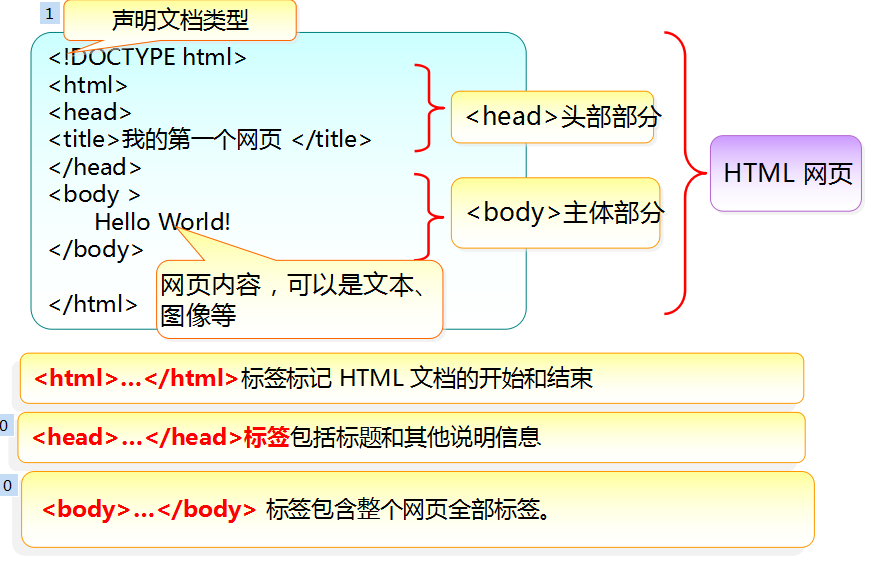 1
声明文档类型
<!DOCTYPE html>
<html>
<head>
<title>我的第一个网页 </title>
</head>
<body >
Hello World!
</body>
</html>
<head>头部部分
<body>主体部分
HTML 网页
网页内容，可以是文本、
图像等
<html>...</html>标签标记 HTML 文档的开始和结束
0
<head>...</head>标签包括标题和其他说明信息
0
<body>...</body> 标签包含整个网页全部标签。